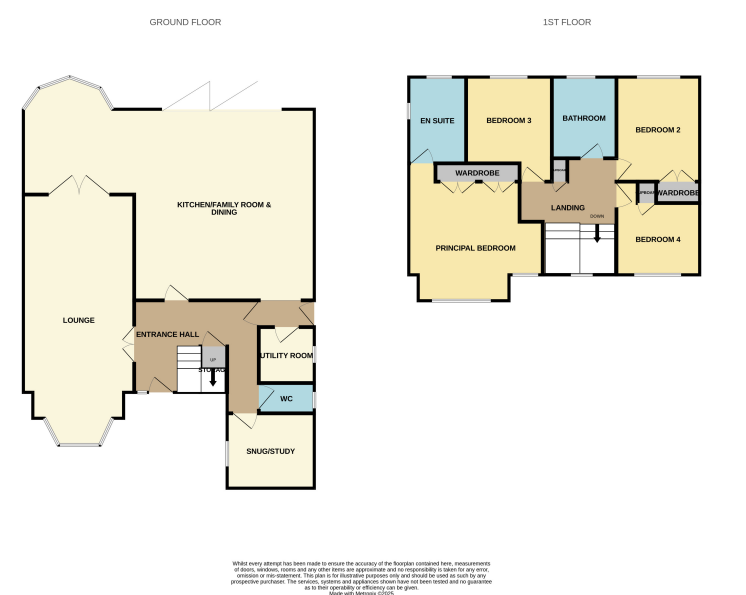 GROUND FLOOR
1ST FLOOR
EN SUITE
BEDROOM 3
BATHROOM
BEDROOM 2
WARDROBE
WARDROBE
LANDING
DOWN
PRINCIPAL BEDROOM
BEDROOM 4
KITCHEN/FAMILY ROOM &
DINING
LOUNGE
ENTRANCE HALL
UP
UTILITY ROOM
WC
SNUG/STUDY
Whilst every attempt has been made to ensure the accuracy of the floorplan contained here, measurements
of doors, windows, rooms and any other items are approximate and no responsibility is taken for any error,
omission or mis-statement. This plan is for illustrative purposes only and should be used as such by any
prospective purchaser. The services, systems and appliances shown have not been tested and no guarantee
as to their operability or efficiency can be given.
Made with Metropix ©2025